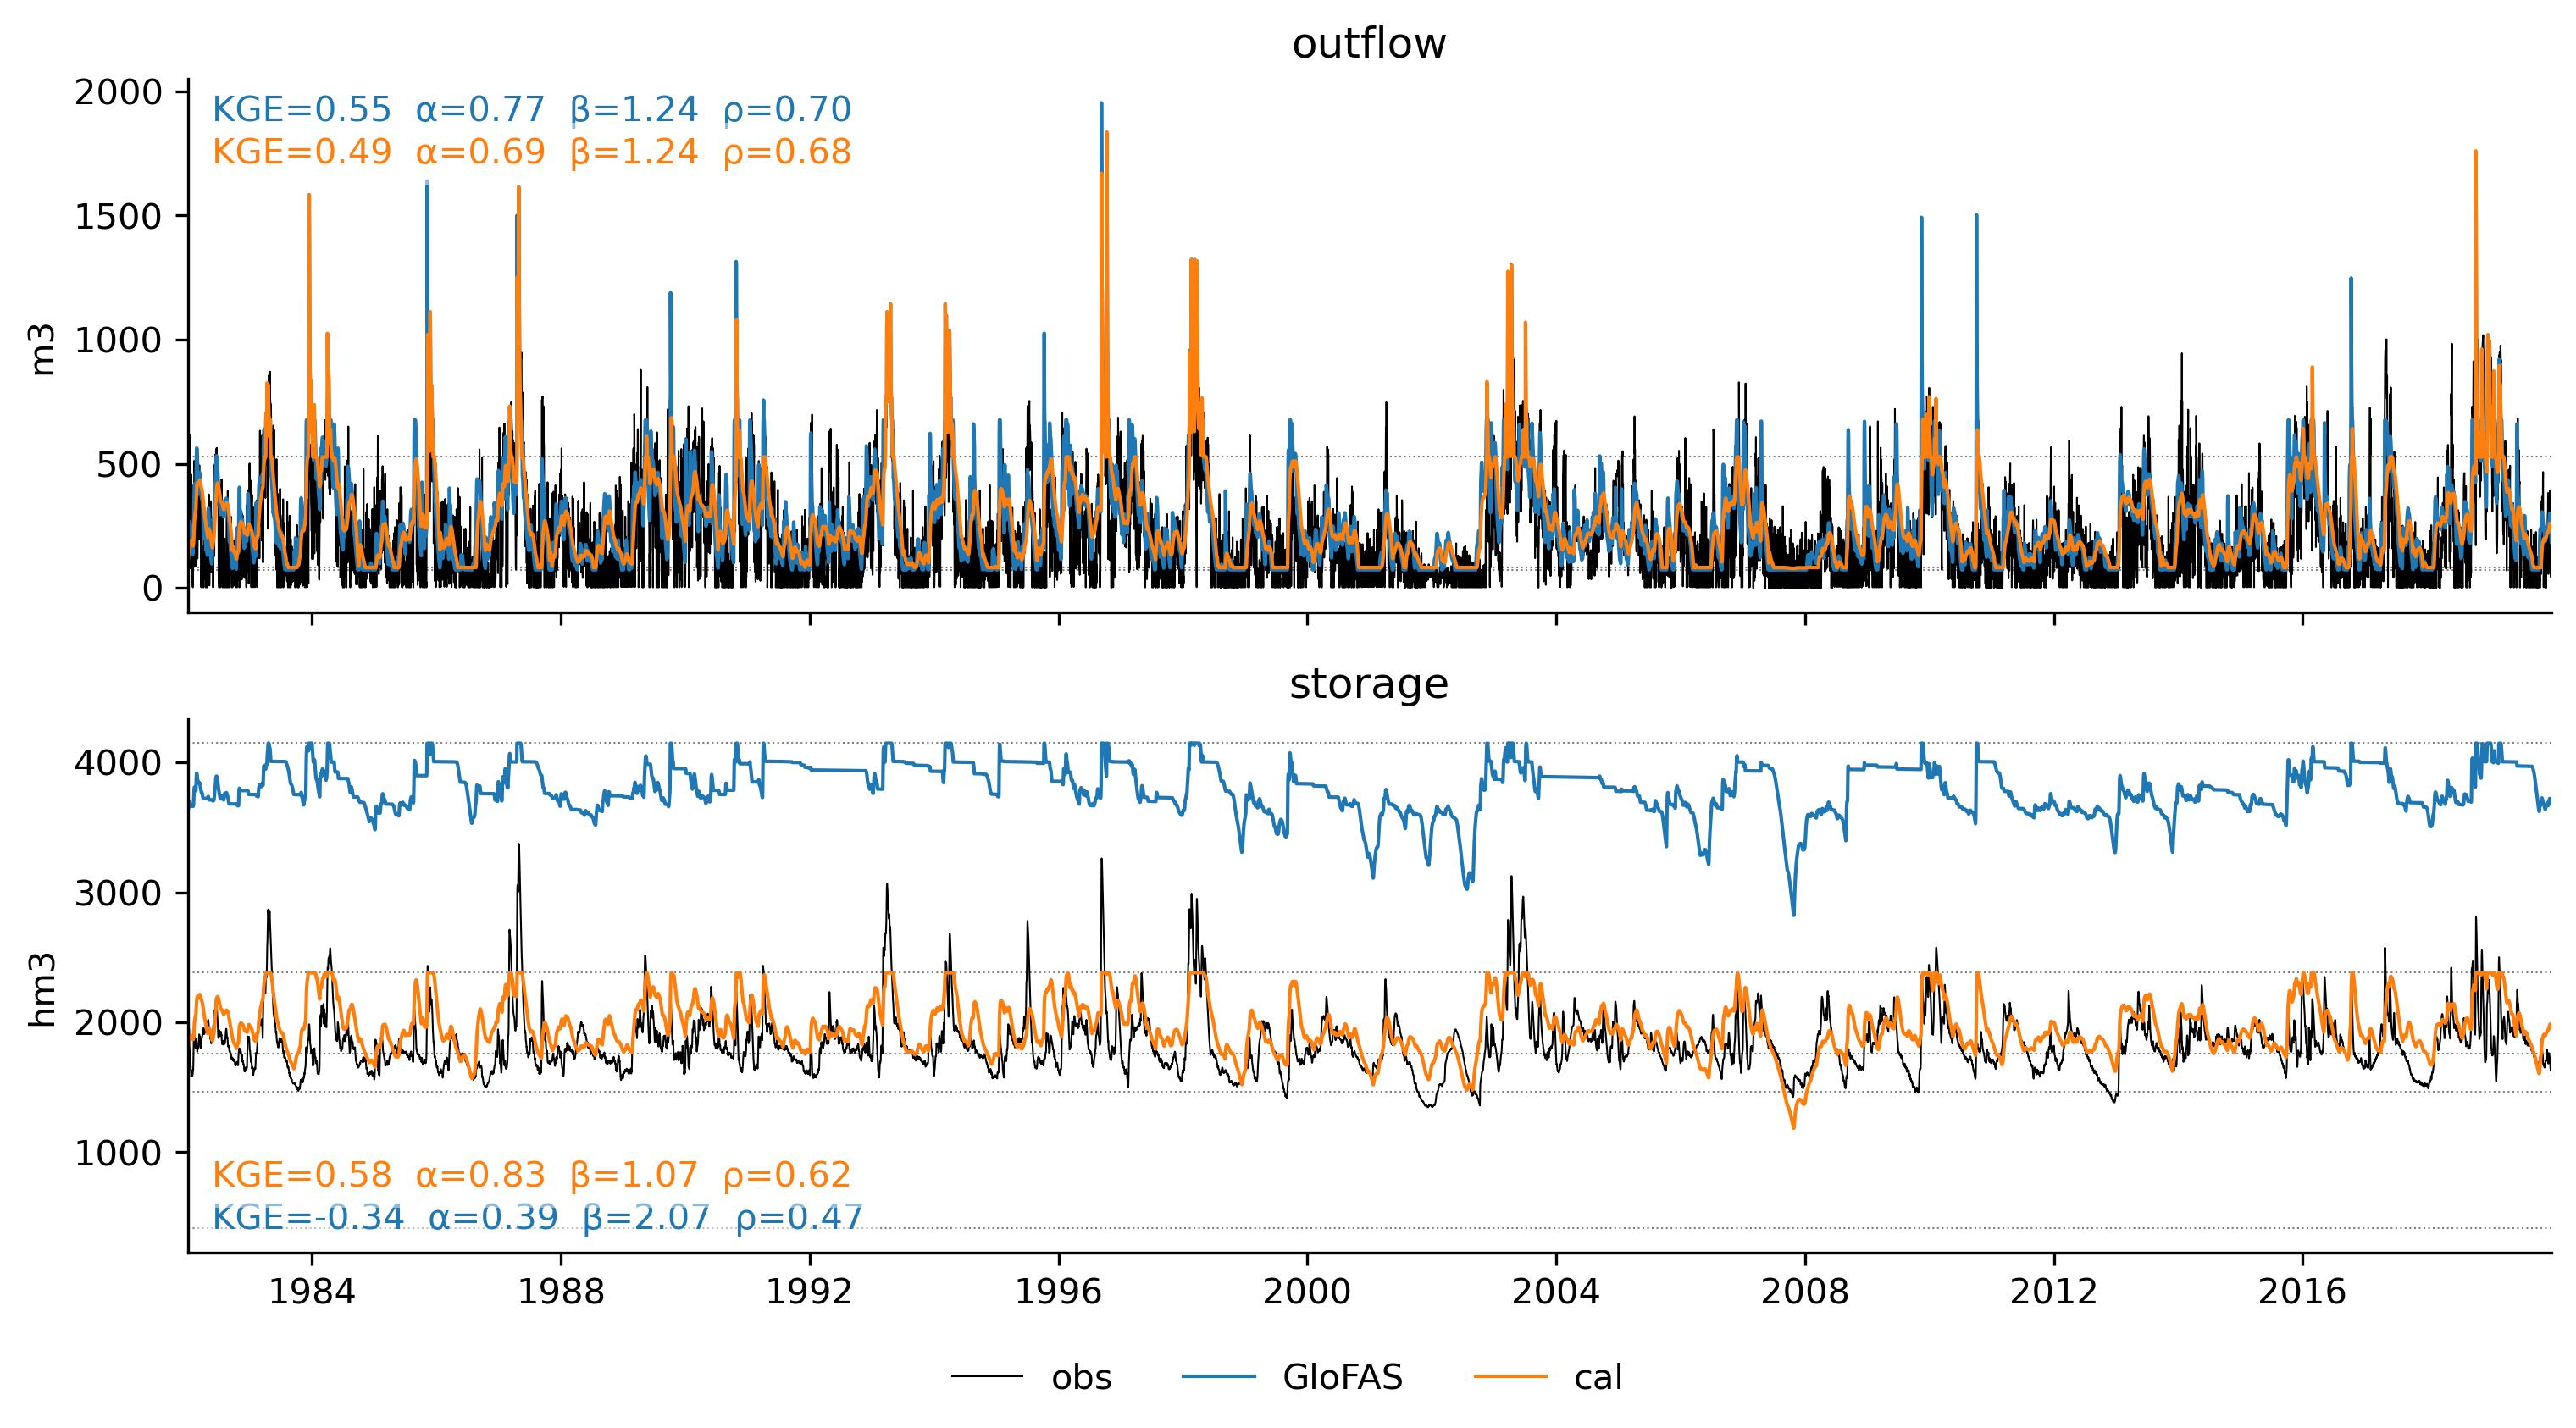 outflow
2000
1500
1000
500
0
m3
KGE=0.55 α=0.77 β=1.24 ρ=0.70
KGE=0.49 α=0.69 β=1.24 ρ=0.68
storage
4000
3000
2000
1000
hm3
KGE=0.58 α=0.83 β=1.07 ρ=0.62
KGE=-0.34 α=0.39 β=2.07 ρ=0.47
1984 1988 1992 1996 2000 2004 2008 2012 2016
obs GloFAS cal